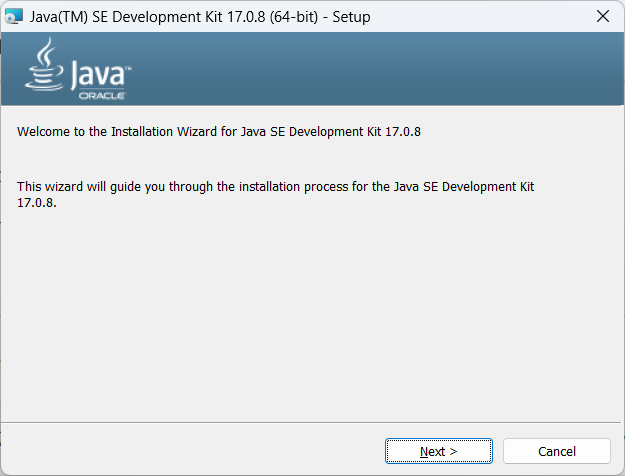 Java(TM) SE Development Kit 17.0.8 (64-bit) - Setup
Java™
ORACLE
Welcome to the Installation Wizard for Java SE Development Kit 17.0.8
This wizard will guide you through the installation process for the Java SE Development Kit
17.0.8.
Next >
Cancel